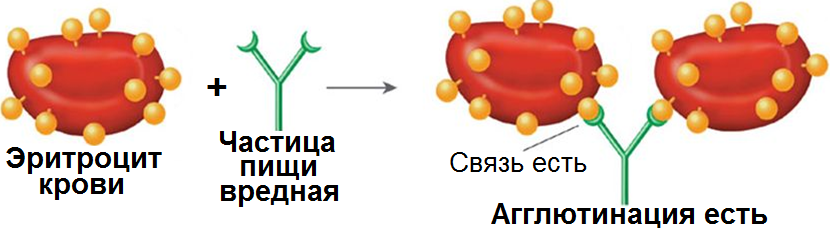 Эритроцит
крови
+
Частица
пищи
вредная
Связь есть
Агглютинация есть